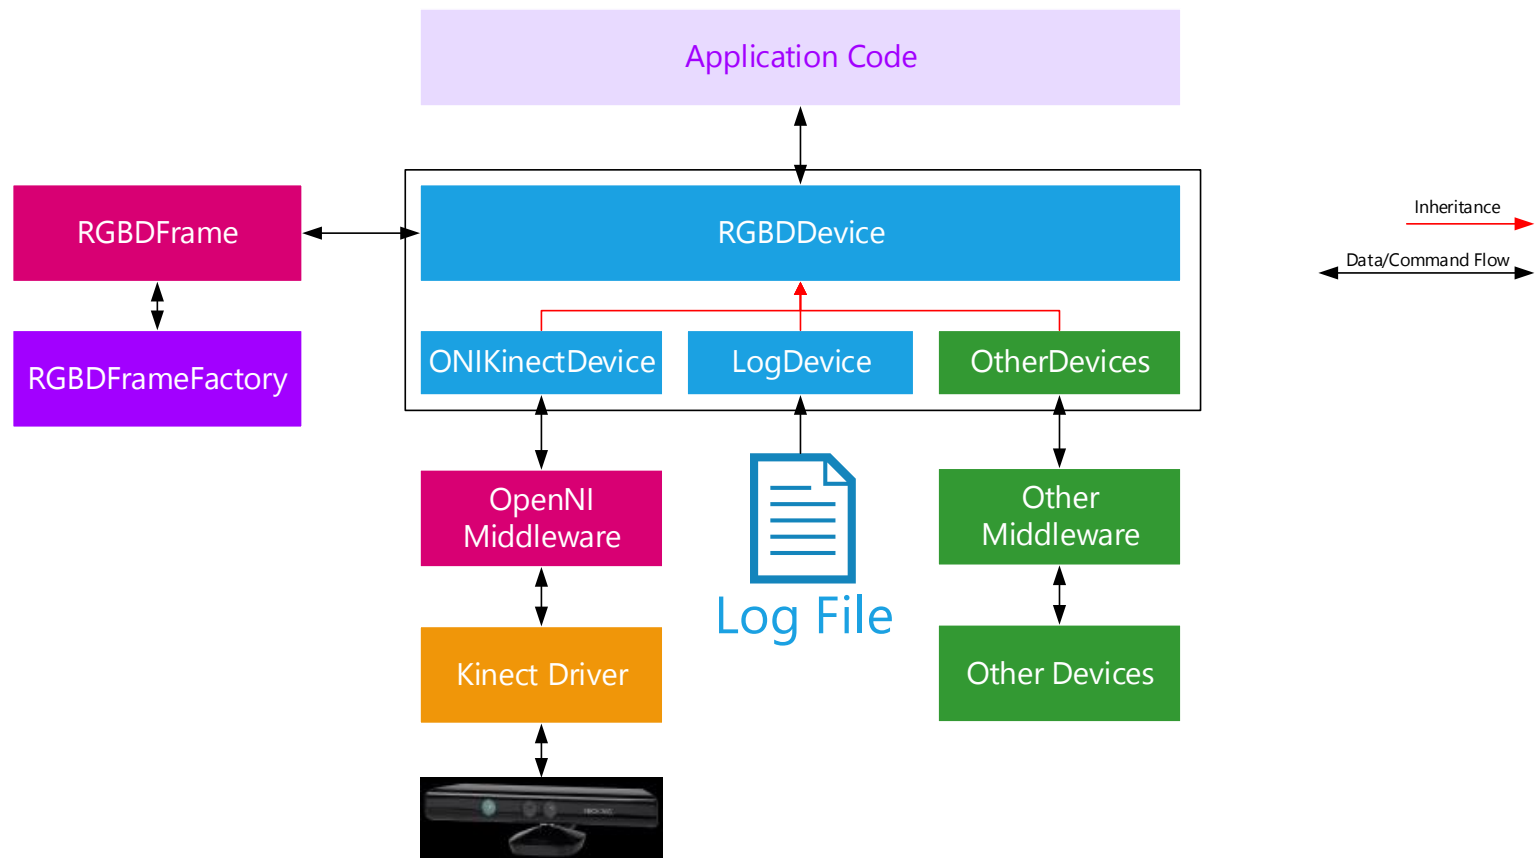 Application Code
RGBDFrame
RGBDDevice
Inheritance
Data/Command Flow
RGBDFrameFactory
ONIKinectDevice
LogDevice
OtherDevices
OpenNI
Middleware
Other
Middleware
Log File
Kinect Driver
Other Devices